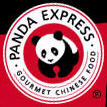 PANDA EXPRESS
GOURMET CHINESE FOOD
®